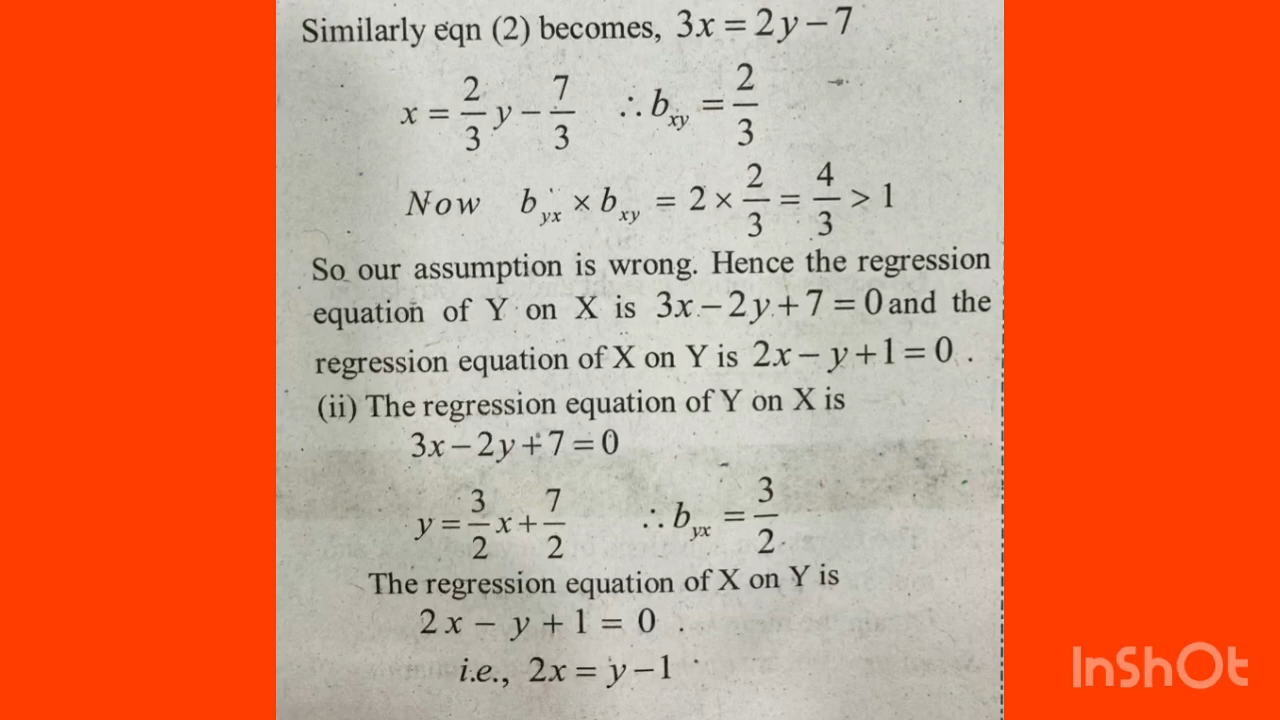 Similarly eqn (2) becomes, 3x = 2y − 7
x = 2/3 y − 7/3 ∴ b_xy = 2/3
Now b_yx × b_xy = 2 × 2/3 = 4/3 > 1
So our assumption is wrong. Hence the regression
equation of Y on X is 3x − 2y + 7 = 0 and the
regression equation of X on Y is 2x − y + 1 = 0 .
(ii) The regression equation of Y on X is
3x − 2y + 7 = 0
y = 3/2 x + 7/2 ∴ b_yx = 3/2
The regression equation of X on Y is
2x − y + 1 = 0 .
i.e., 2x = y − 1
InShOt